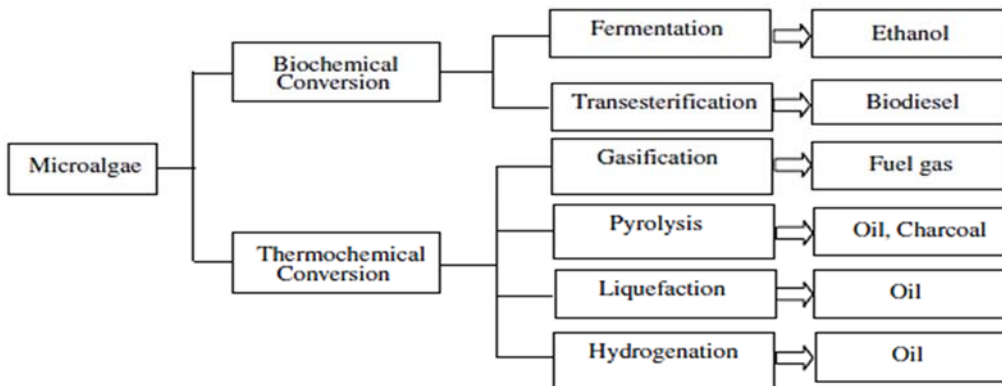 Fermentation
Ethanol
Biochemical
Conversion
Transesterification
Biodiesel
Microalgae
Gasification
Fuel gas
Pyrolysis
Oil, Charcoal
Thermochemical
Conversion
Liquefaction
Oil
Hydrogenation
Oil